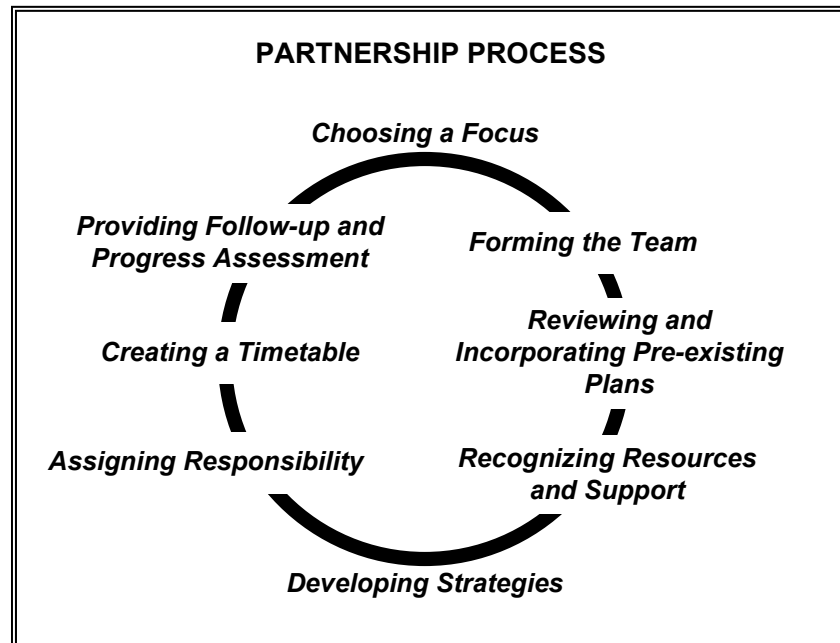 PARTNERSHIP PROCESS
Choosing a Focus
Providing Follow-up and
Progress Assessment
Forming the Team
Reviewing and
Incorporating Pre-existing
Plans
Creating a Timetable
Recognizing Resources
and Support
Assigning Responsibility
Developing Strategies